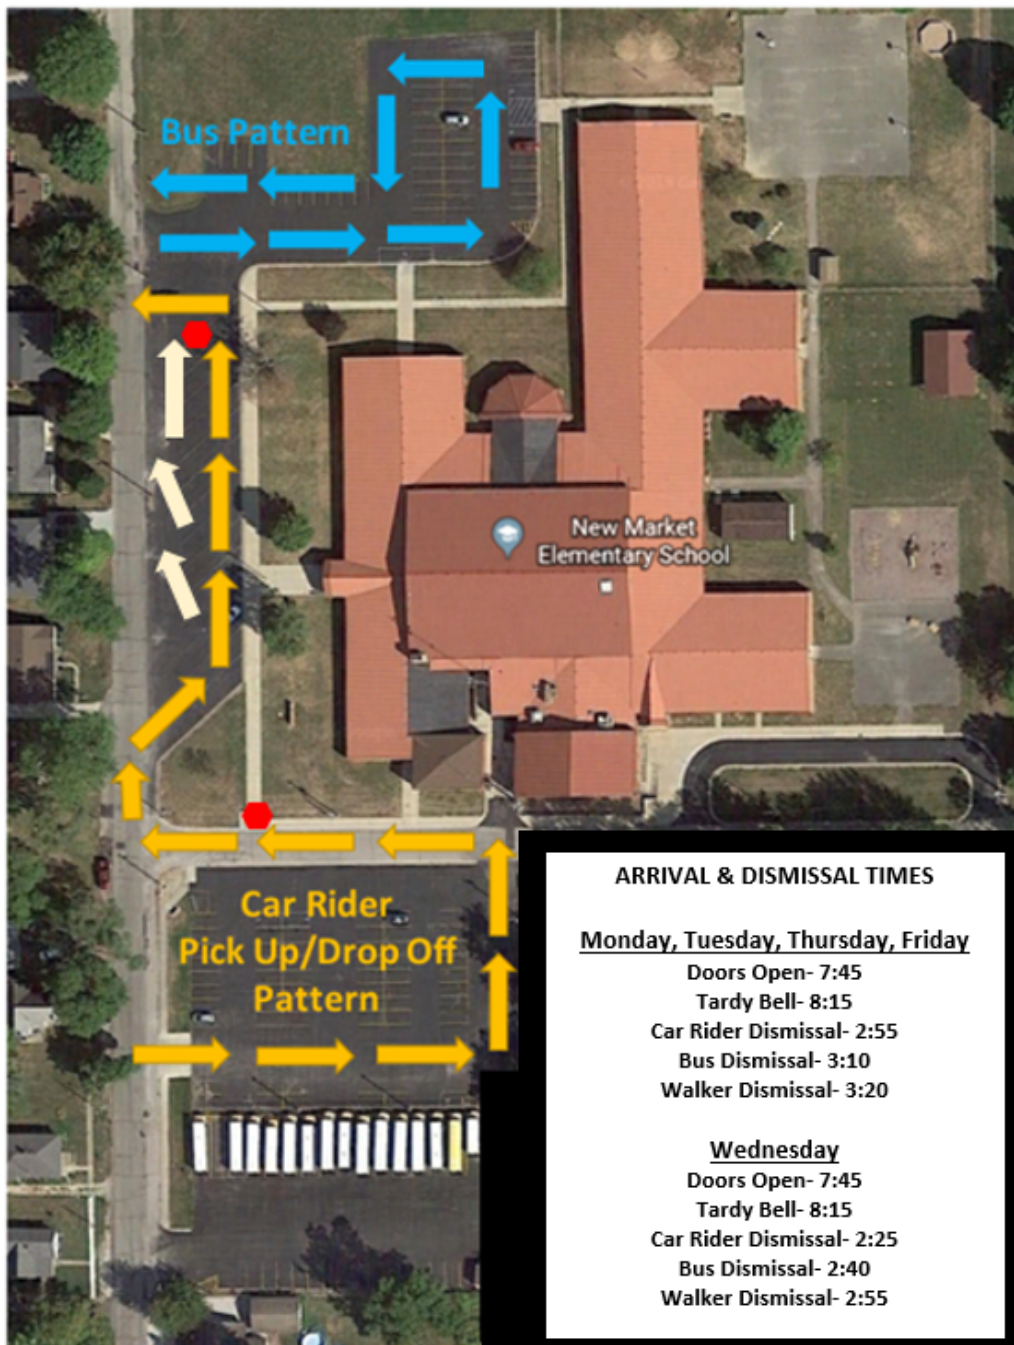 Bus Pattern
New Market
Elementary School
Car Rider
Pick Up/Drop Off
Pattern
ARRIVAL & DISMISSAL TIMES
Monday, Tuesday, Thursday, Friday
Doors Open- 7:45
Tardy Bell- 8:15
Car Rider Dismissal- 2:55
Bus Dismissal- 3:10
Walker Dismissal- 3:20
Wednesday
Doors Open- 7:45
Tardy Bell- 8:15
Car Rider Dismissal- 2:25
Bus Dismissal- 2:40
Walker Dismissal- 2:55